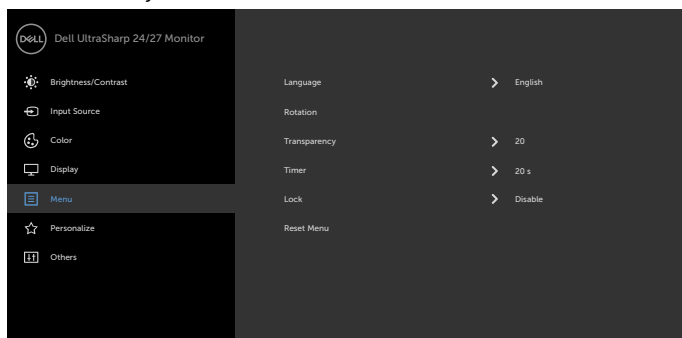 DELL Dell UltraSharp 24/27 Monitor
Brightness/Contrast Language English
Input Source Rotation
Color Transparency 20
Display Timer 20 s
Menu Lock Disable
Personalize Reset Menu
Others